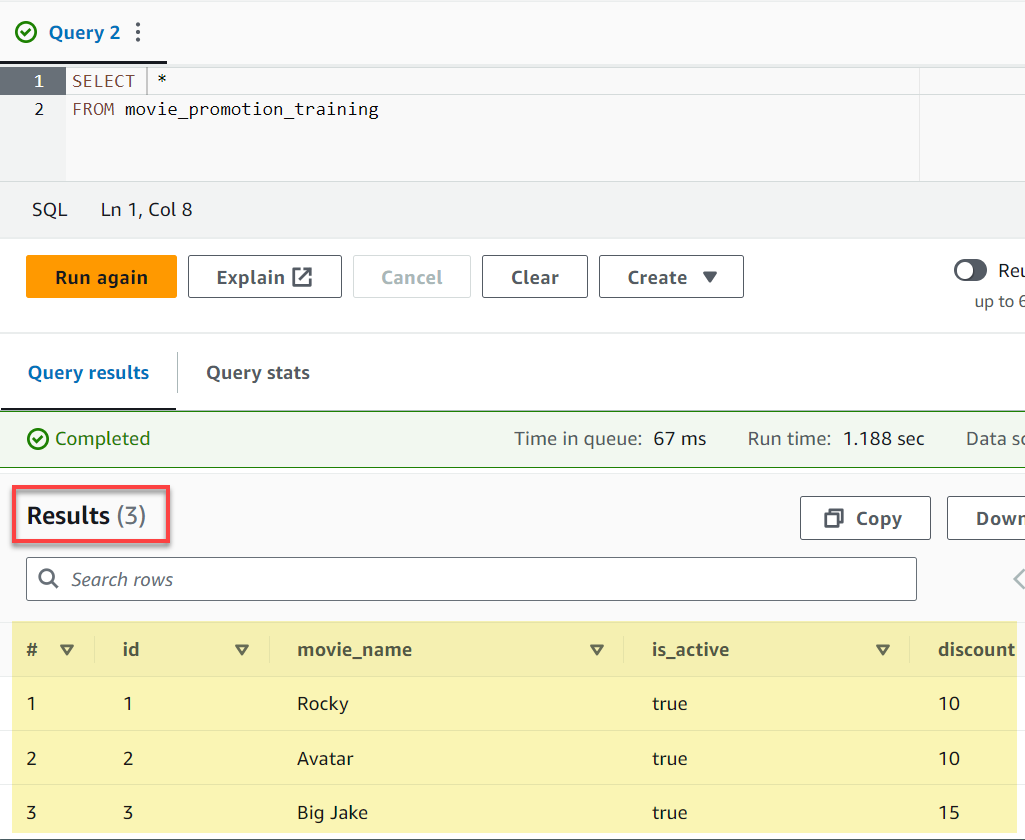 Query 2
1 SELECT *
2 FROM movie_promotion_training
SQL Ln 1, Col 8
Run again Explain Cancel Clear Create Reu
up to 6
Query results Query stats
Completed Time in queue: 67 ms Run time: 1.188 sec Data sc
Results (3) Copy Down
Search rows
# id movie_name is_active discount
1 1 Rocky true 10
2 2 Avatar true 10
3 3 Big Jake true 15